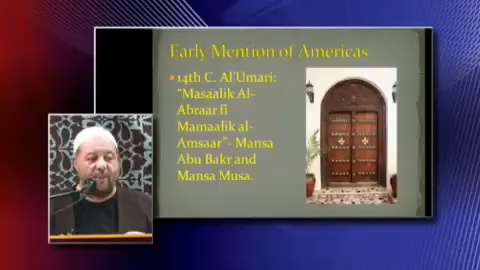 Early Mention of Americas
14th C. Al'Umari:
"Masaalik Al-
Abraar fi
Mamaalik al-
Amsaar"- Mansa
Abu Bakr and
Mansa Musa.